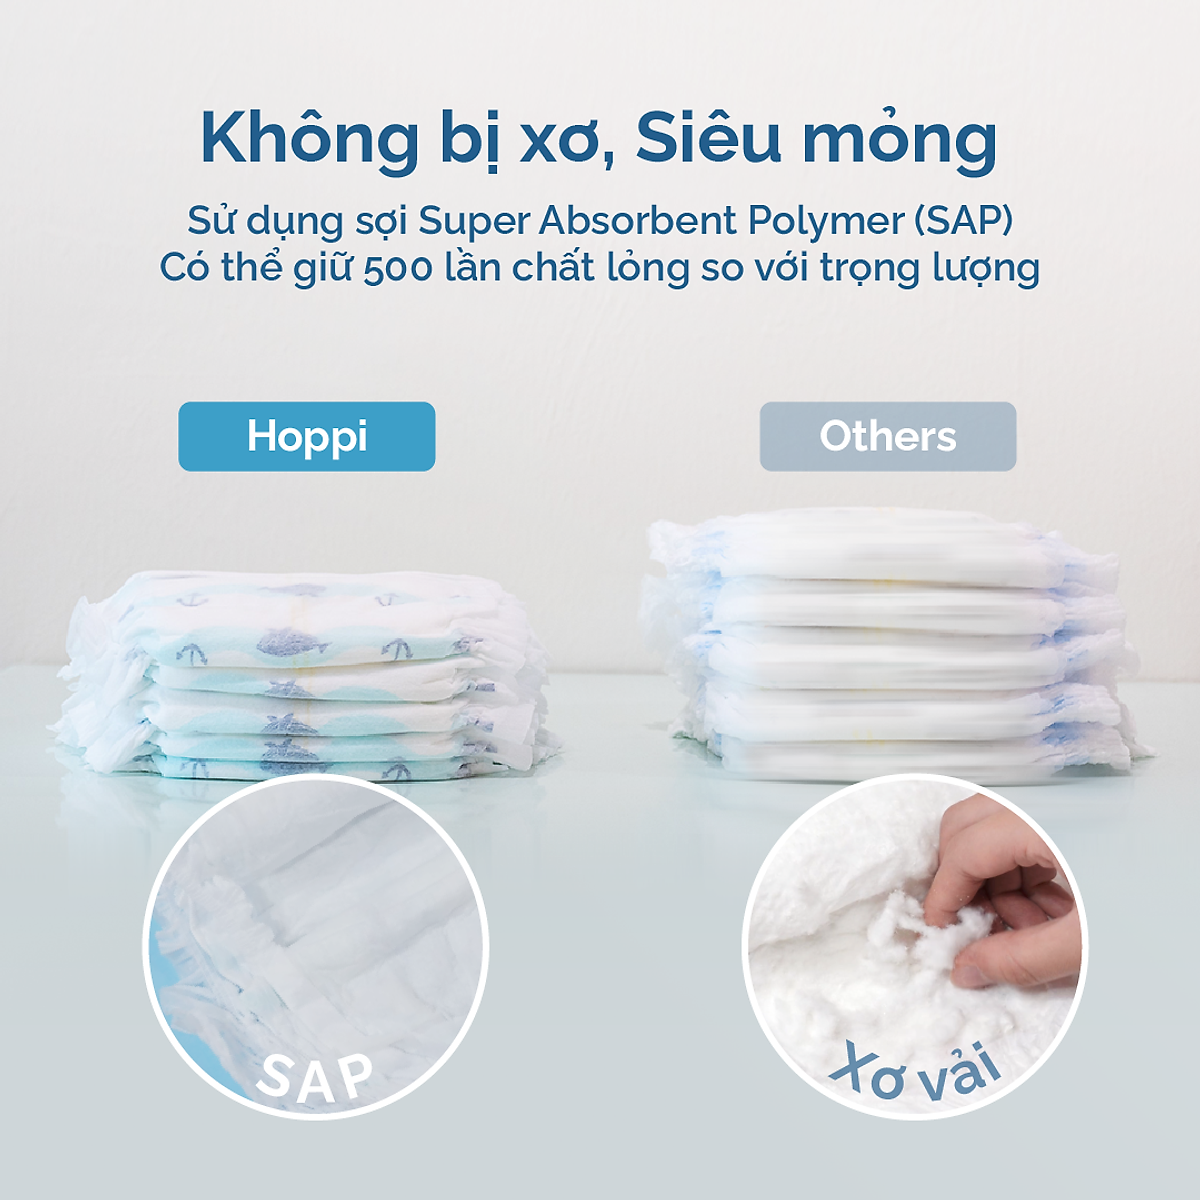 Không bị xơ, Siêu mỏng
Sử dụng sợi Super Absorbent Polymer (SAP)
Có thể giữ 500 lần chất lỏng so với trọng lượng
Hoppi
Others
SAP
Xơ vải